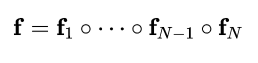 𝐟 = 𝐟₁ ∘ ⋯ ∘ 𝐟_{N−1} ∘ 𝐟_N